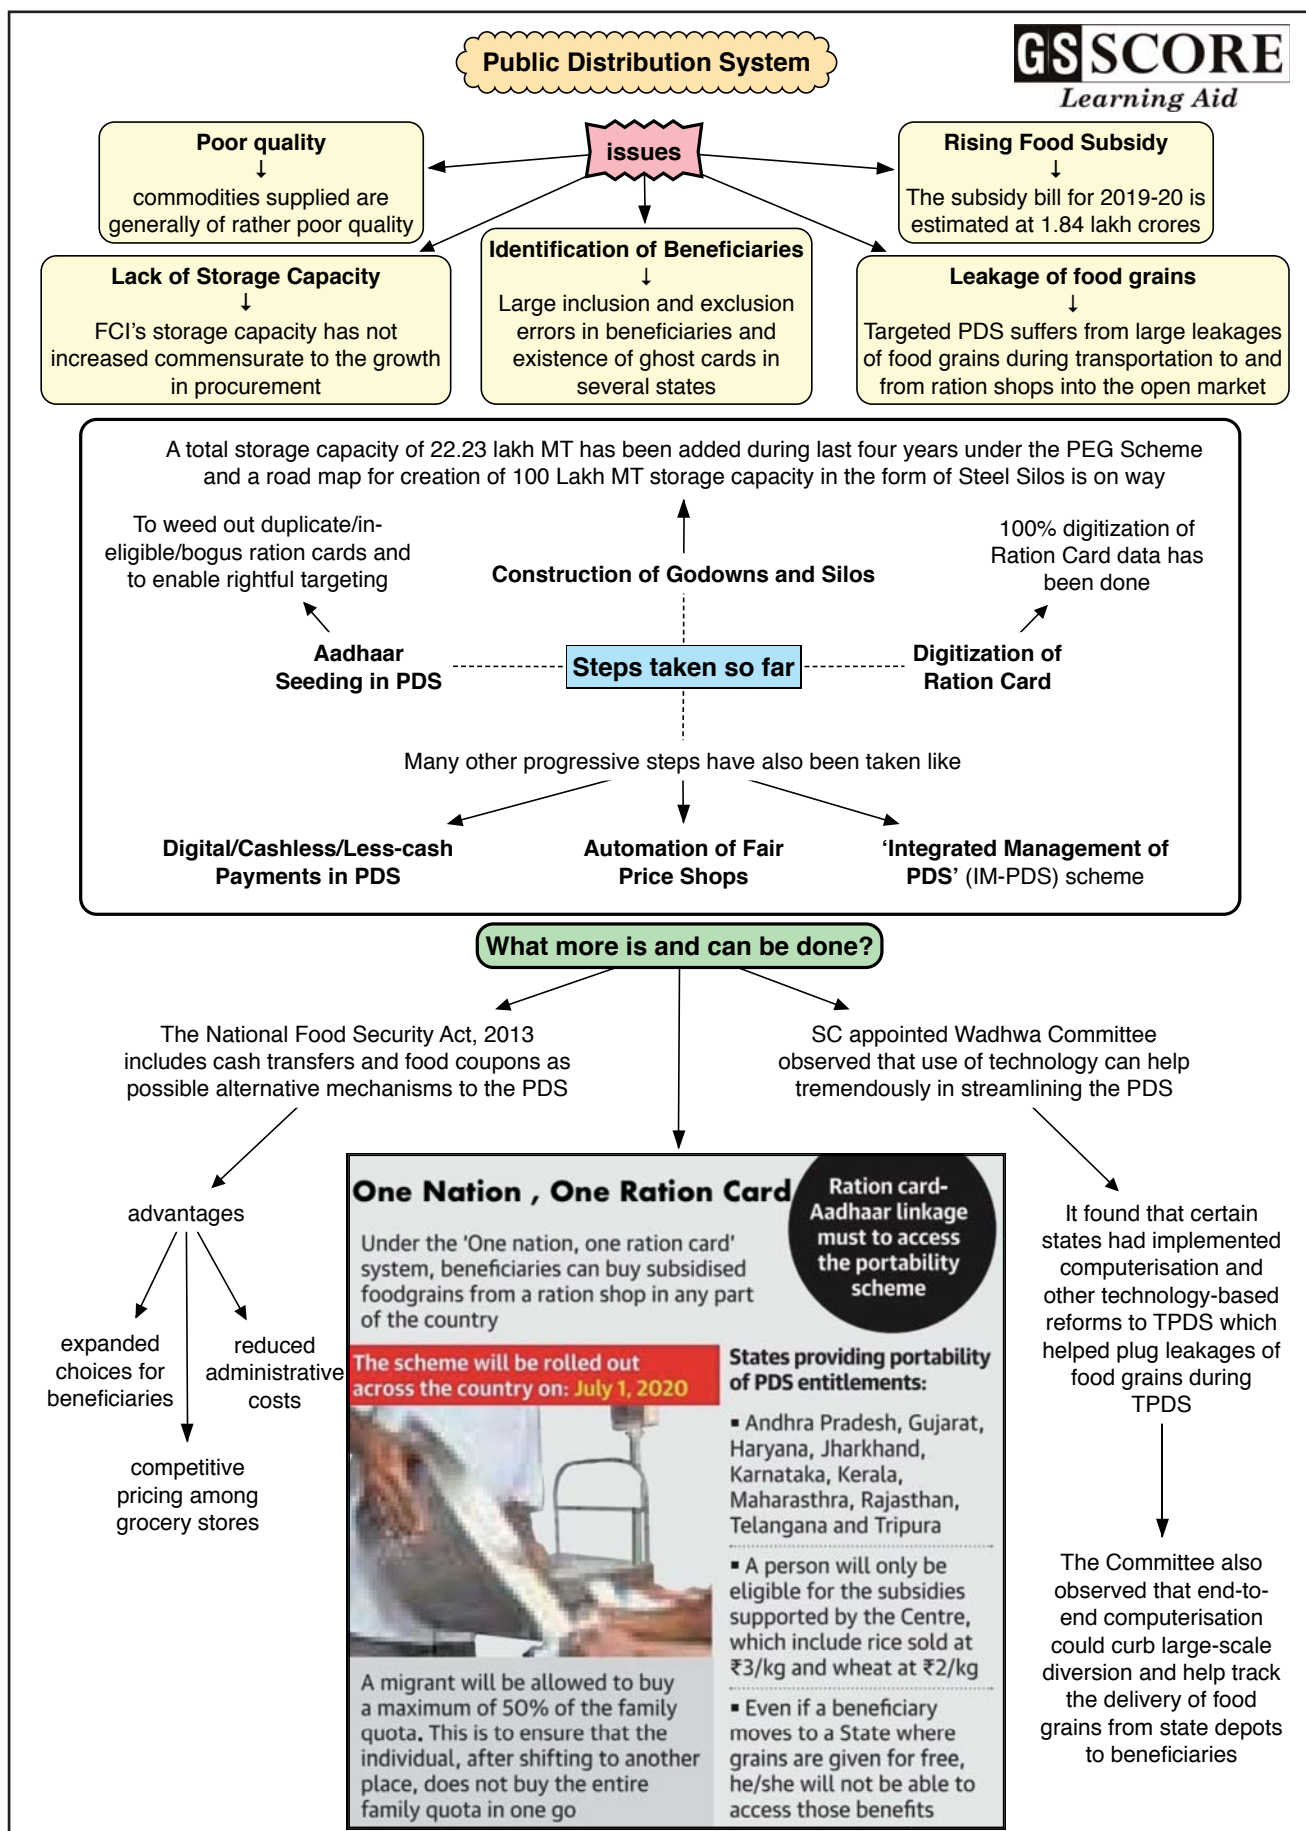 Public Distribution System
GS SCORE
Learning Aid
issues
Poor quality
↓
commodities supplied are
generally of rather poor quality
Rising Food Subsidy
↓
The subsidy bill for 2019-20 is
estimated at 1.84 lakh crores
Lack of Storage Capacity
↓
FCI's storage capacity has not
increased commensurate to the growth
in procurement
Identification of Beneficiaries
↓
Large inclusion and exclusion
errors in beneficiaries and
existence of ghost cards in
several states
Leakage of food grains
↓
Targeted PDS suffers from large leakages
of food grains during transportation to and
from ration shops into the open market
A total storage capacity of 22.23 lakh MT has been added during last four years under the PEG Scheme
and a road map for creation of 100 Lakh MT storage capacity in the form of Steel Silos is on way
To weed out duplicate/in-
eligible/bogus ration cards and
to enable rightful targeting
Construction of Godowns and Silos
100% digitization of
Ration Card data has
been done
Aadhaar
Seeding in PDS
Steps taken so far
Digitization of
Ration Card
Many other progressive steps have also been taken like
Digital/Cashless/Less-cash
Payments in PDS
Automation of Fair
Price Shops
'Integrated Management of
PDS' (IM-PDS) scheme
What more is and can be done?
The National Food Security Act, 2013
includes cash transfers and food coupons as
possible alternative mechanisms to the PDS
SC appointed Wadhwa Committee
observed that use of technology can help
tremendously in streamlining the PDS
advantages
expanded
choices for
beneficiaries
reduced
administrative
costs
competitive
pricing among
grocery stores
One Nation , One Ration Card
Ration card-
Aadhaar linkage
must to access
the portability
scheme
Under the 'One nation, one ration card'
system, beneficiaries can buy subsidised
foodgrains from a ration shop in any part
of the country
The scheme will be rolled out
across the country on: July 1, 2020
States providing portability
of PDS entitlements:
▪ Andhra Pradesh, Gujarat,
Haryana, Jharkhand,
Karnataka, Kerala,
Maharasthra, Rajasthan,
Telangana and Tripura
▪ A person will only be
eligible for the subsidies
supported by the Centre,
which include rice sold at
₹3/kg and wheat at ₹2/kg
▪ Even if a beneficiary
moves to a State where
grains are given for free,
he/she will not be able to
access those benefits
A migrant will be allowed to buy
a maximum of 50% of the family
quota. This is to ensure that the
individual, after shifting to another
place, does not buy the entire
family quota in one go
It found that certain
states had implemented
computerisation and
other technology-based
reforms to TPDS which
helped plug leakages of
food grains during
TPDS
The Committee also
observed that end-to-
end computerisation
could curb large-scale
diversion and help track
the delivery of food
grains from state depots
to beneficiaries